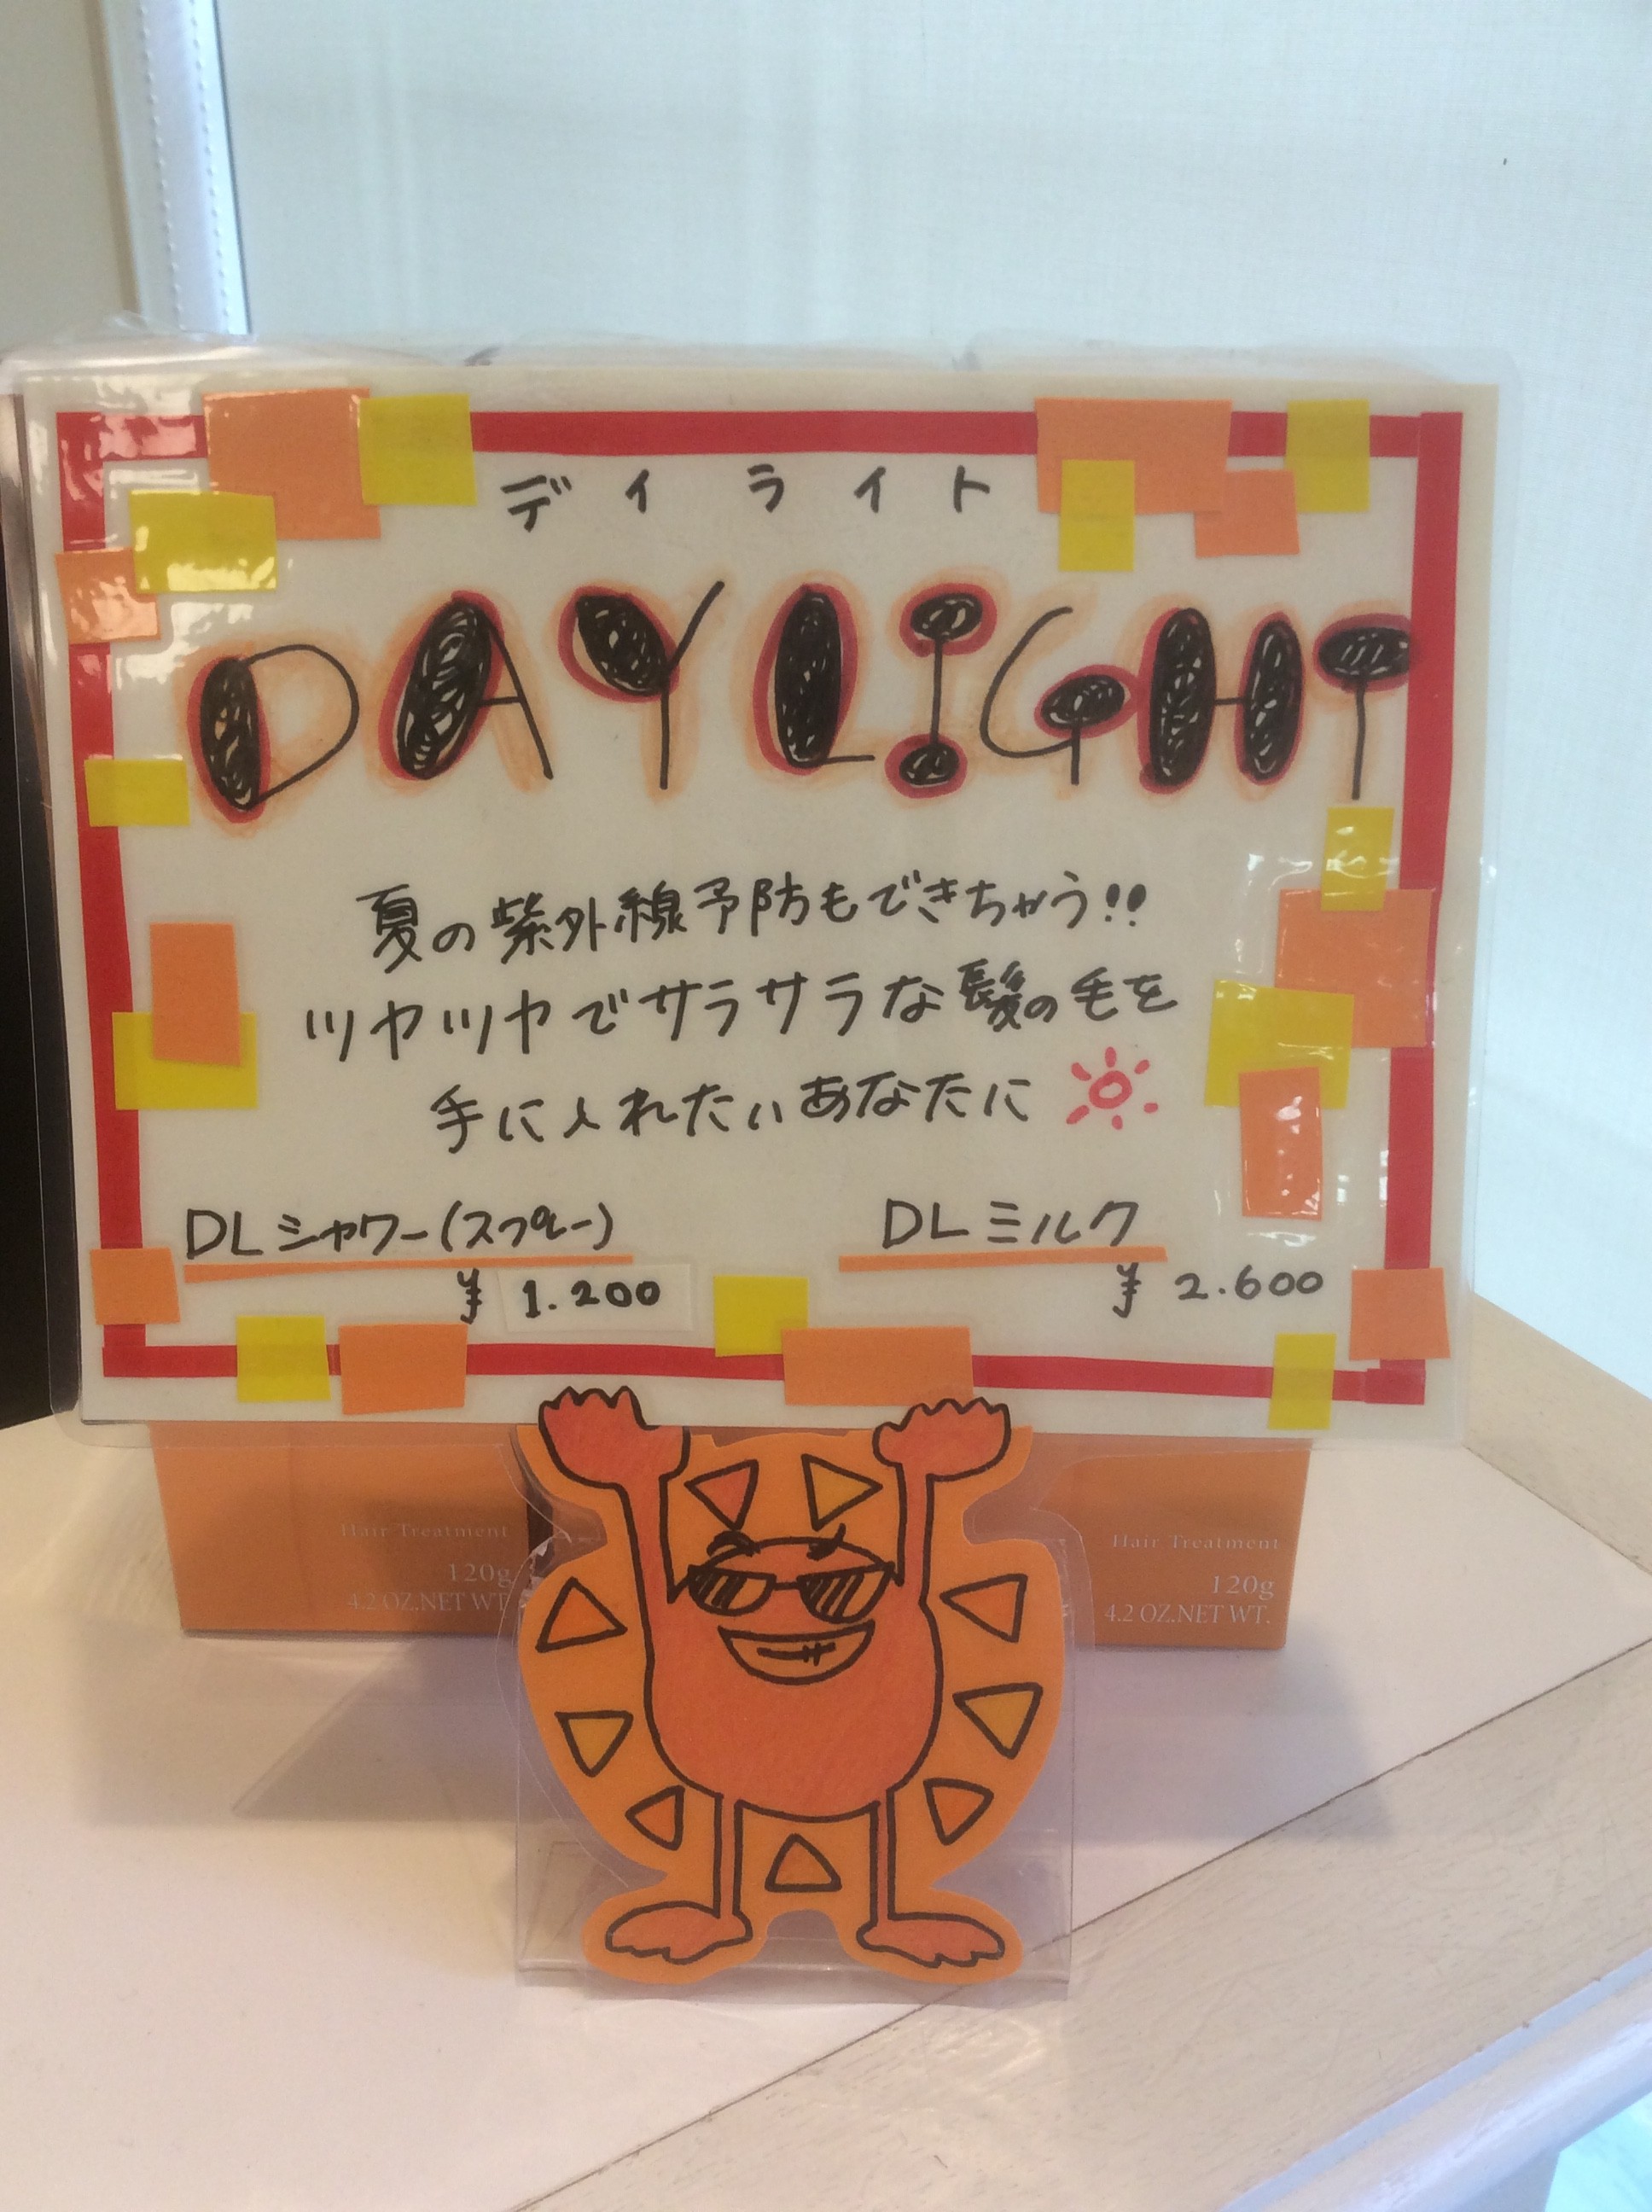 ディライト
DAYLIGHT
夏の紫外線予防もできちゃう!!
ツヤツヤでサラサラな髪の毛を
手に入れたいあなたに
DLシャワー(スプレー)
¥ 1.200
DLミルク
¥ 2.600
Hair Treatment
120g
4.2 OZ.NET WT.
Hair Treatment
120g
4.2 OZ.NET WT.